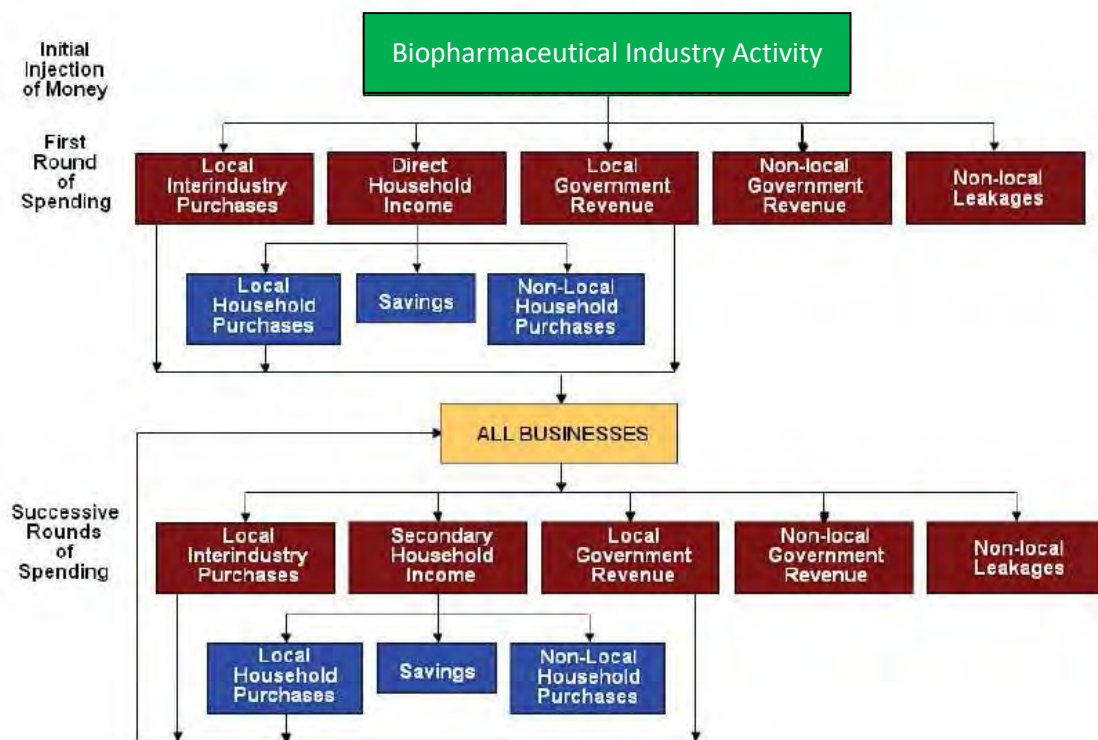 Initial
Injection
of Money
Biopharmaceutical Industry Activity
First
Round
of
Spending
Local
Interindustry
Purchases
Direct
Household
Income
Local
Government
Revenue
Non-local
Government
Revenue
Non-local
Leakages
Local
Household
Purchases
Savings
Non-Local
Household
Purchases
ALL BUSINESSES
Successive
Rounds
of
Spending
Local
Interindustry
Purchases
Secondary
Household
Income
Local
Government
Revenue
Non-local
Government
Revenue
Non-local
Leakages
Local
Household
Purchases
Savings
Non-Local
Household
Purchases